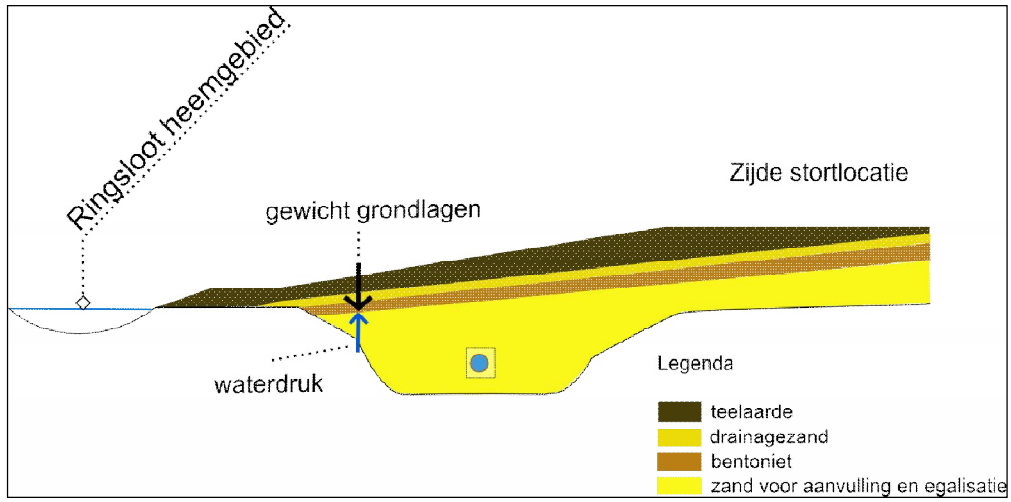 Ringsloot heemgebied
Zijde stortlocatie
gewicht grondlagen
waterdruk
Legenda
teelaarde
drainagezand
bentoniet
zand voor aanvulling en egalisatie